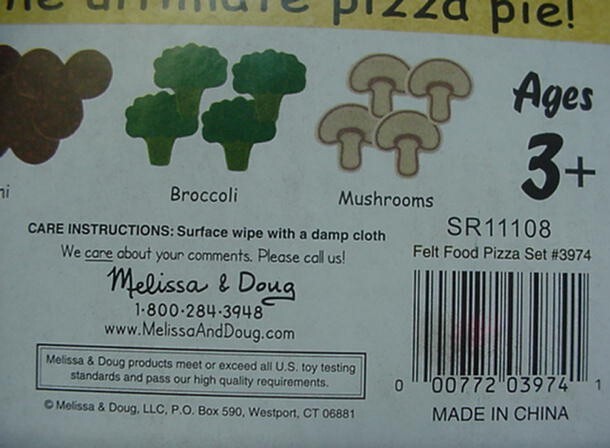 pizza pie!
Ages
3+
Broccoli
Mushrooms
CARE INSTRUCTIONS: Surface wipe with a damp cloth
We care about your comments. Please call us!
Melissa & Doug
1-800-284-3948
www.MelissaAndDoug.com
Melissa & Doug products meet or exceed all U.S. toy testing
standards and pass our high quality requirements.
© Melissa & Doug, LLC, P.O. Box 590, Westport, CT 06881
SR11108
Felt Food Pizza Set #3974
0 00772 03974 1
MADE IN CHINA